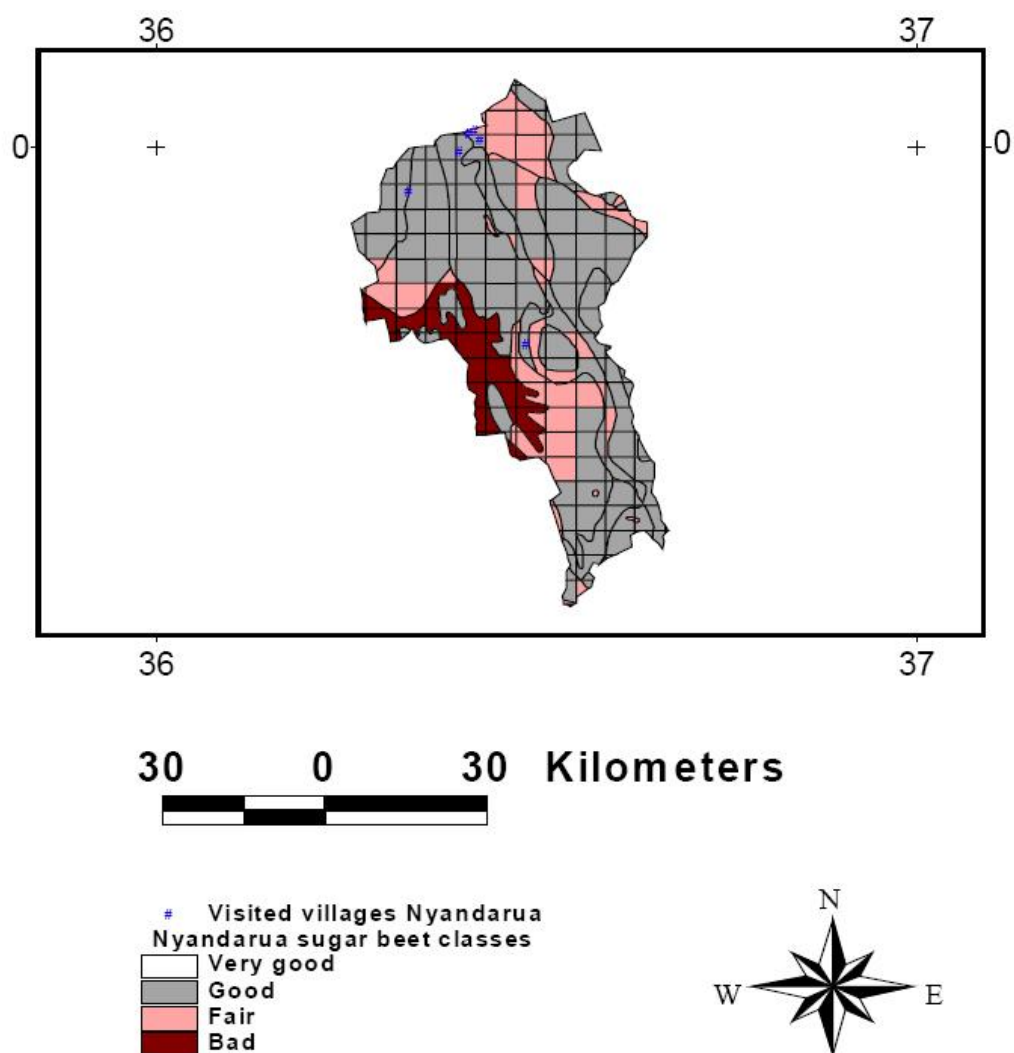 36 37
0 0
36 37
30 0 30 Kilometers
# Visited villages Nyandarua
Nyandarua sugar beet classes
Very good
Good
Fair
Bad
N
W E